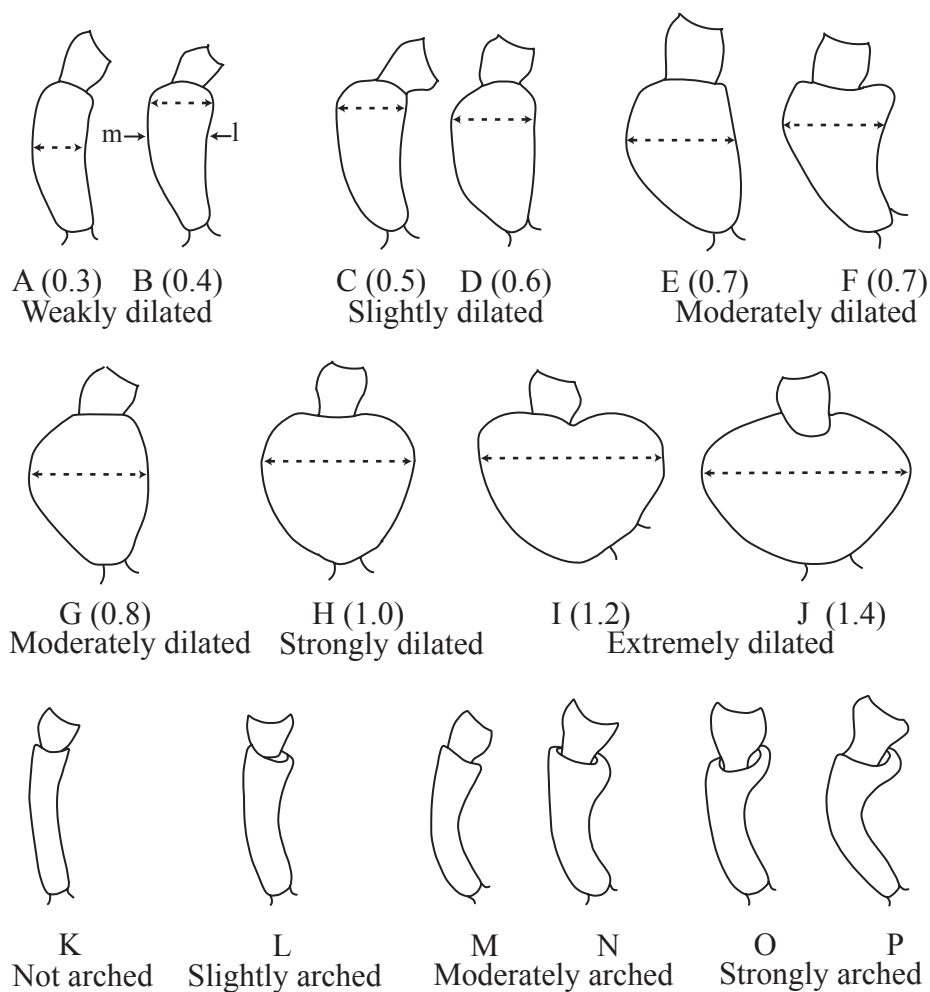 m l
A (0.3) B (0.4) C (0.5) D (0.6) E (0.7) F (0.7)
Weakly dilated Slightly dilated Moderately dilated
G (0.8) H (1.0) I (1.2) J (1.4)
Moderately dilated Strongly dilated Extremely dilated
K L M N O P
Not arched Slightly arched Moderately arched Strongly arched